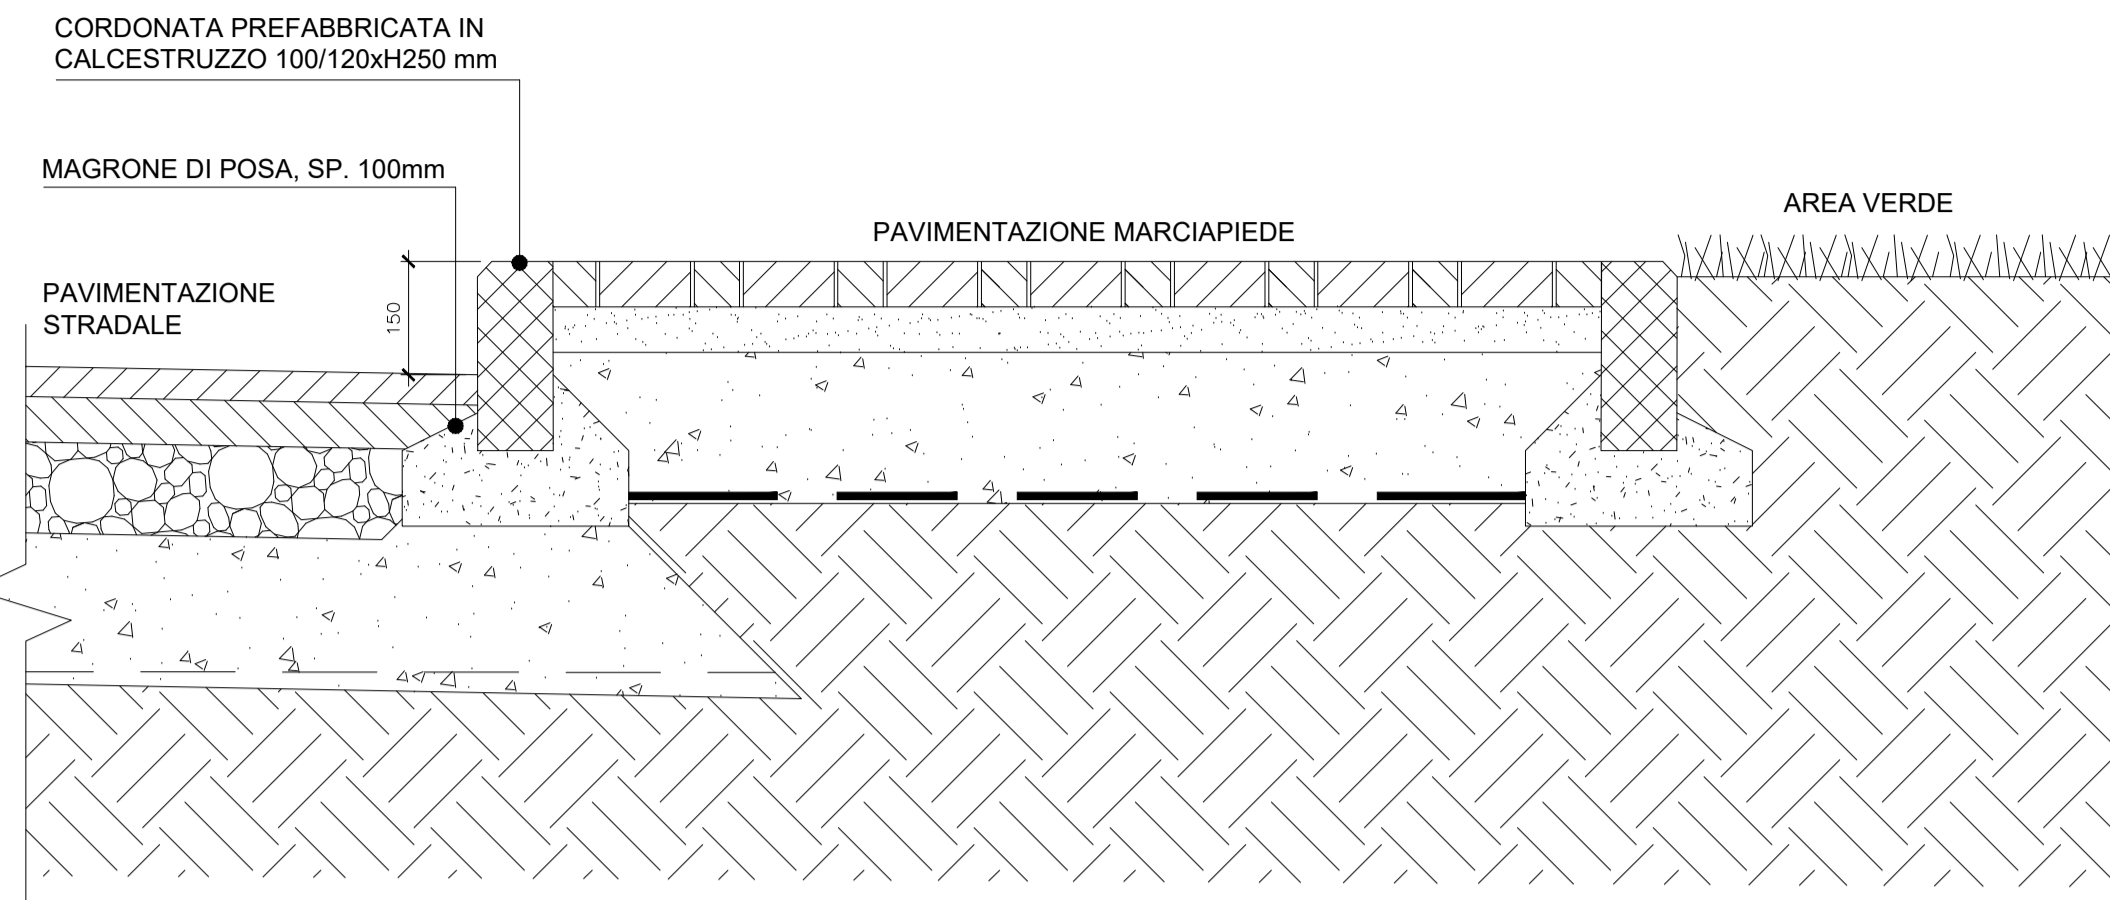 CORDONATA PREFABBRICATA IN
CALCESTRUZZO 100/120xH250 mm
MAGRONE DI POSA, SP. 100mm
AREA VERDE
PAVIMENTAZIONE MARCIAPIEDE
PAVIMENTAZIONE
STRADALE
150